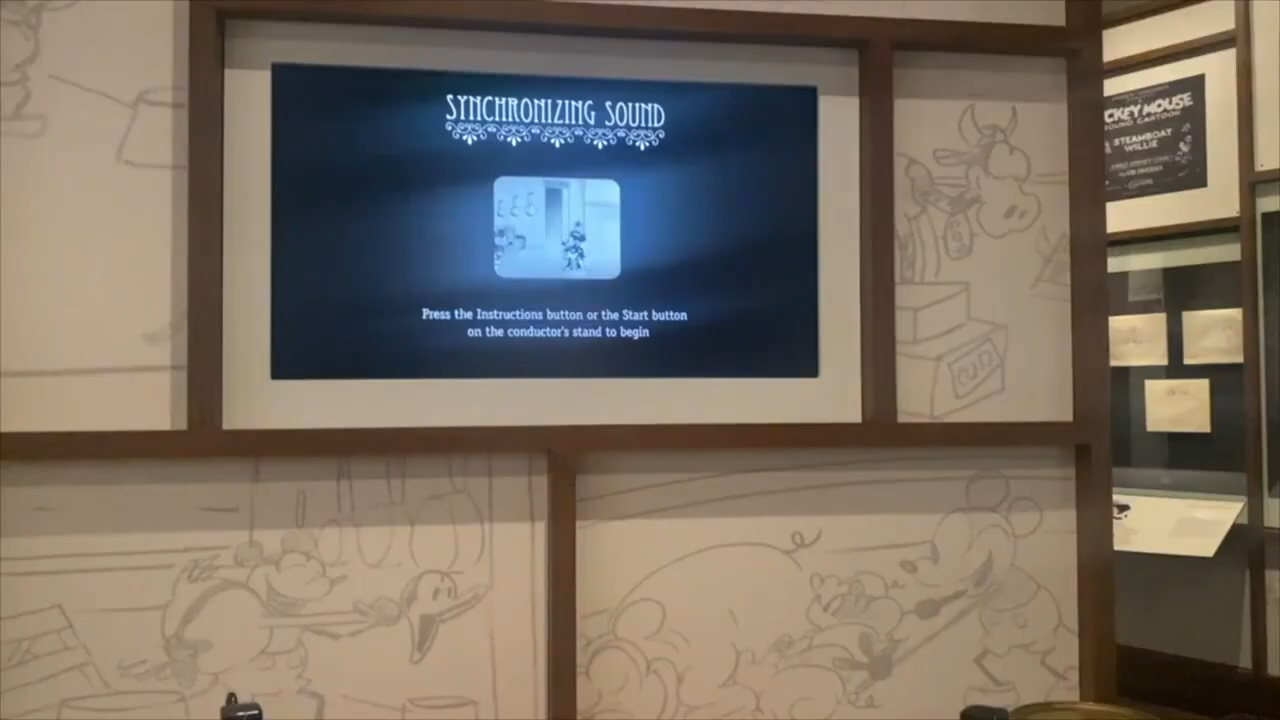 SYNCHRONIZING SOUND
Press the Instructions button or the Start button
on the conductor's stand to begin
CKEY MOUSE
SOUND CARTOON
STEAMBOAT
WILLIE